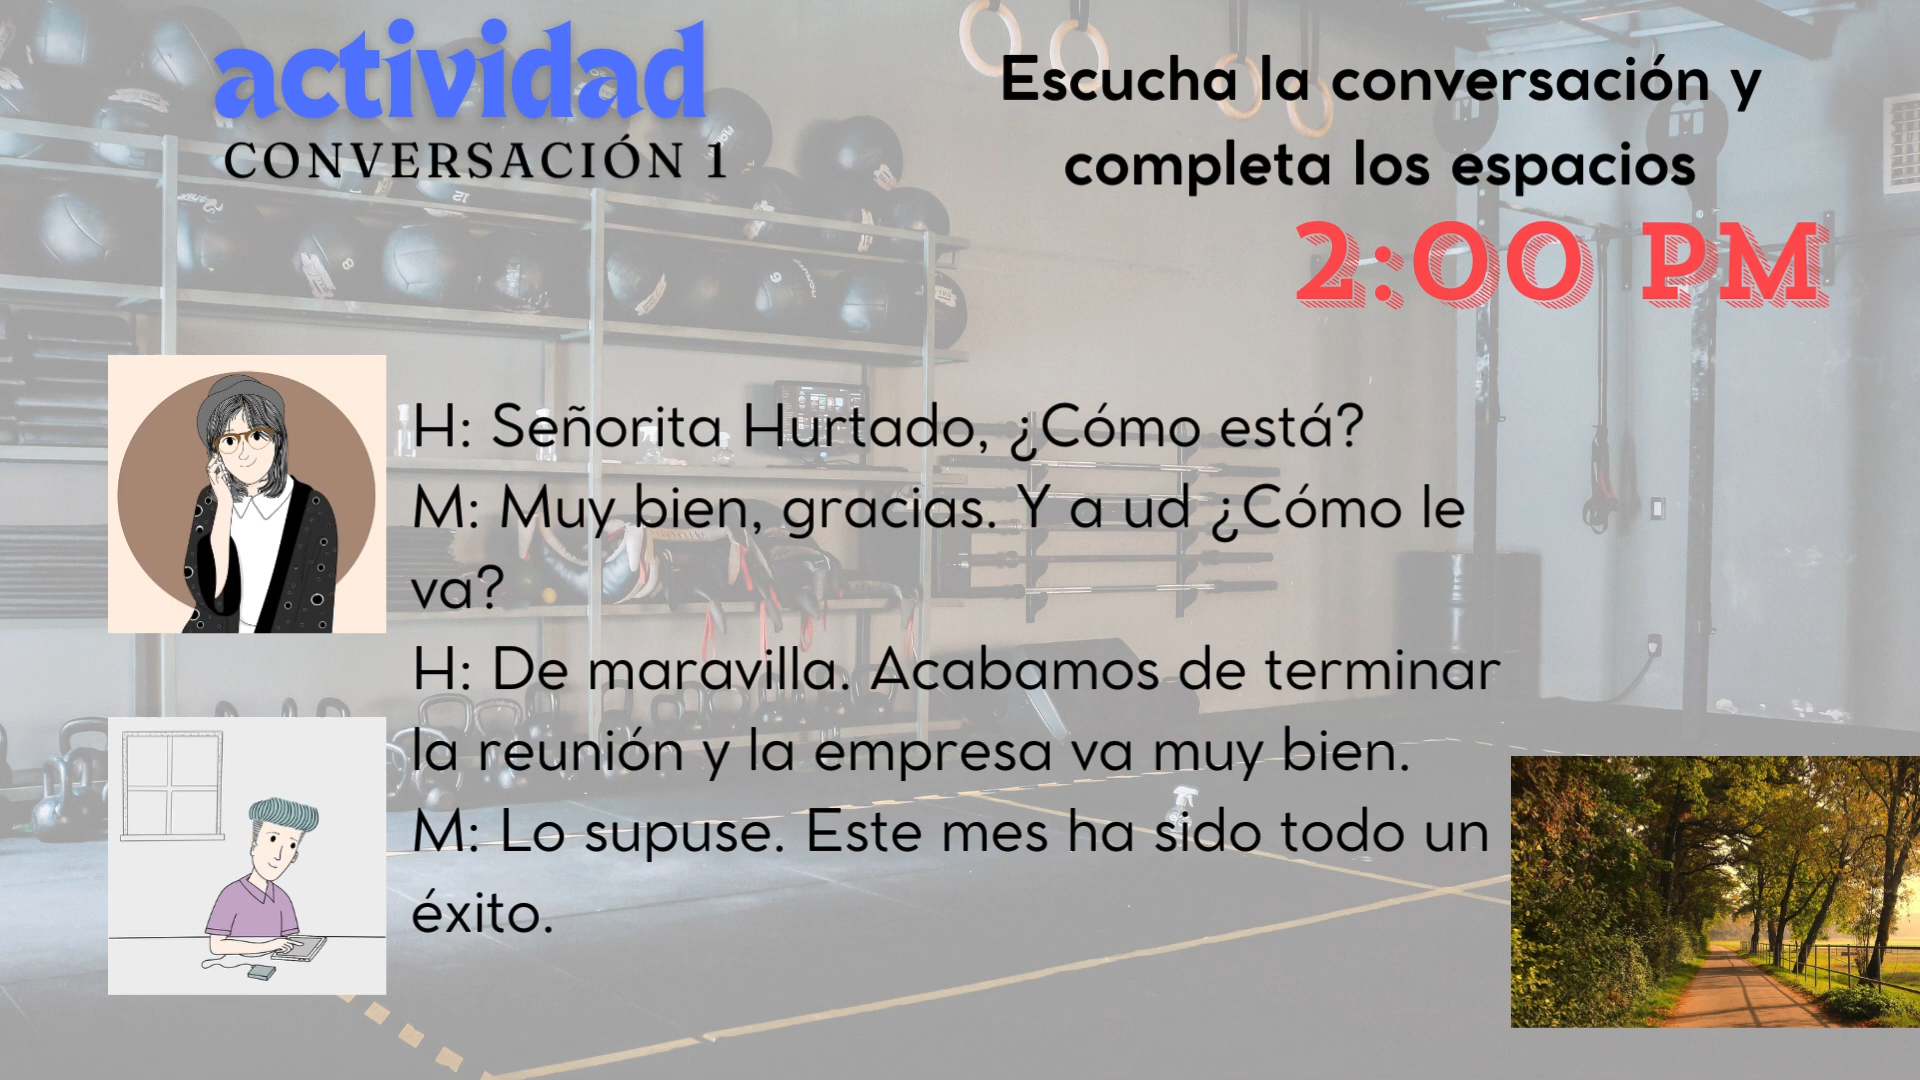 actividad
CONVERSACIÓN 1
Escucha la conversación y
completa los espacios
2:00 PM
H: Señorita Hurtado, ¿Cómo está?
M: Muy bien, gracias. Y a ud ¿Cómo le
va?
H: De maravilla. Acabamos de terminar
la reunión y la empresa va muy bien.
M: Lo supuse. Este mes ha sido todo un
éxito.